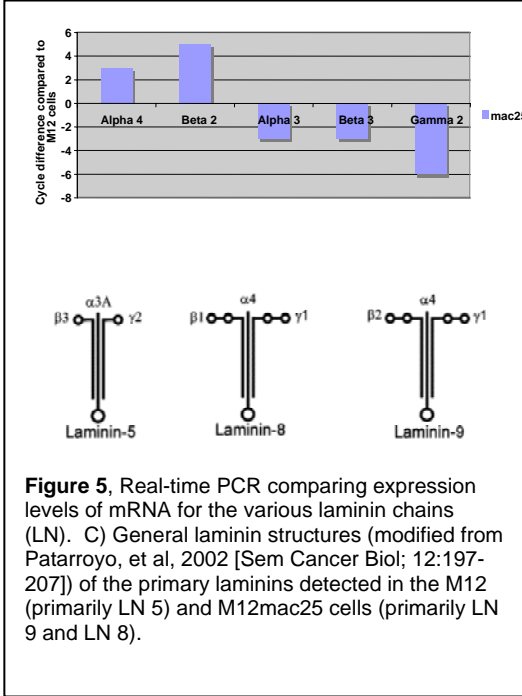 6
4
2
0
-2
-4
-6
-8
Cycle difference compared to
M12 cells
Alpha 4 Beta 2 Alpha 3 Beta 3 Gamma 2
mac25
α3A
β3 γ2
Laminin-5
α4
β1 γ1
Laminin-8
α4
β2 γ1
Laminin-9
Figure 5, Real-time PCR comparing expression
levels of mRNA for the various laminin chains
(LN). C) General laminin structures (modified from
Patarroyo, et al, 2002 [Sem Cancer Biol; 12:197-
207]) of the primary laminins detected in the M12
(primarily LN 5) and M12mac25 cells (primarily LN
9 and LN 8).